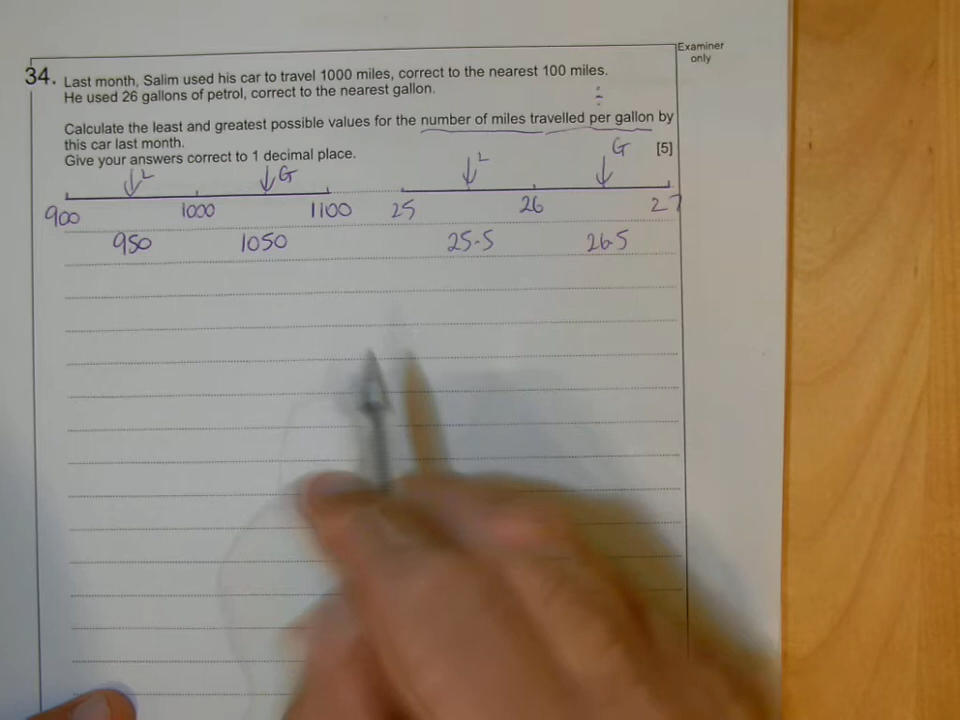 Examiner
only
34. Last month, Salim used his car to travel 1000 miles, correct to the nearest 100 miles.
He used 26 gallons of petrol, correct to the nearest gallon.
÷
Calculate the least and greatest possible values for the number of miles travelled per gallon by
this car last month.
Give your answers correct to 1 decimal place. [5]
L G L G
900 1000 1100 25 26 27
950 1050 25.5 26.5